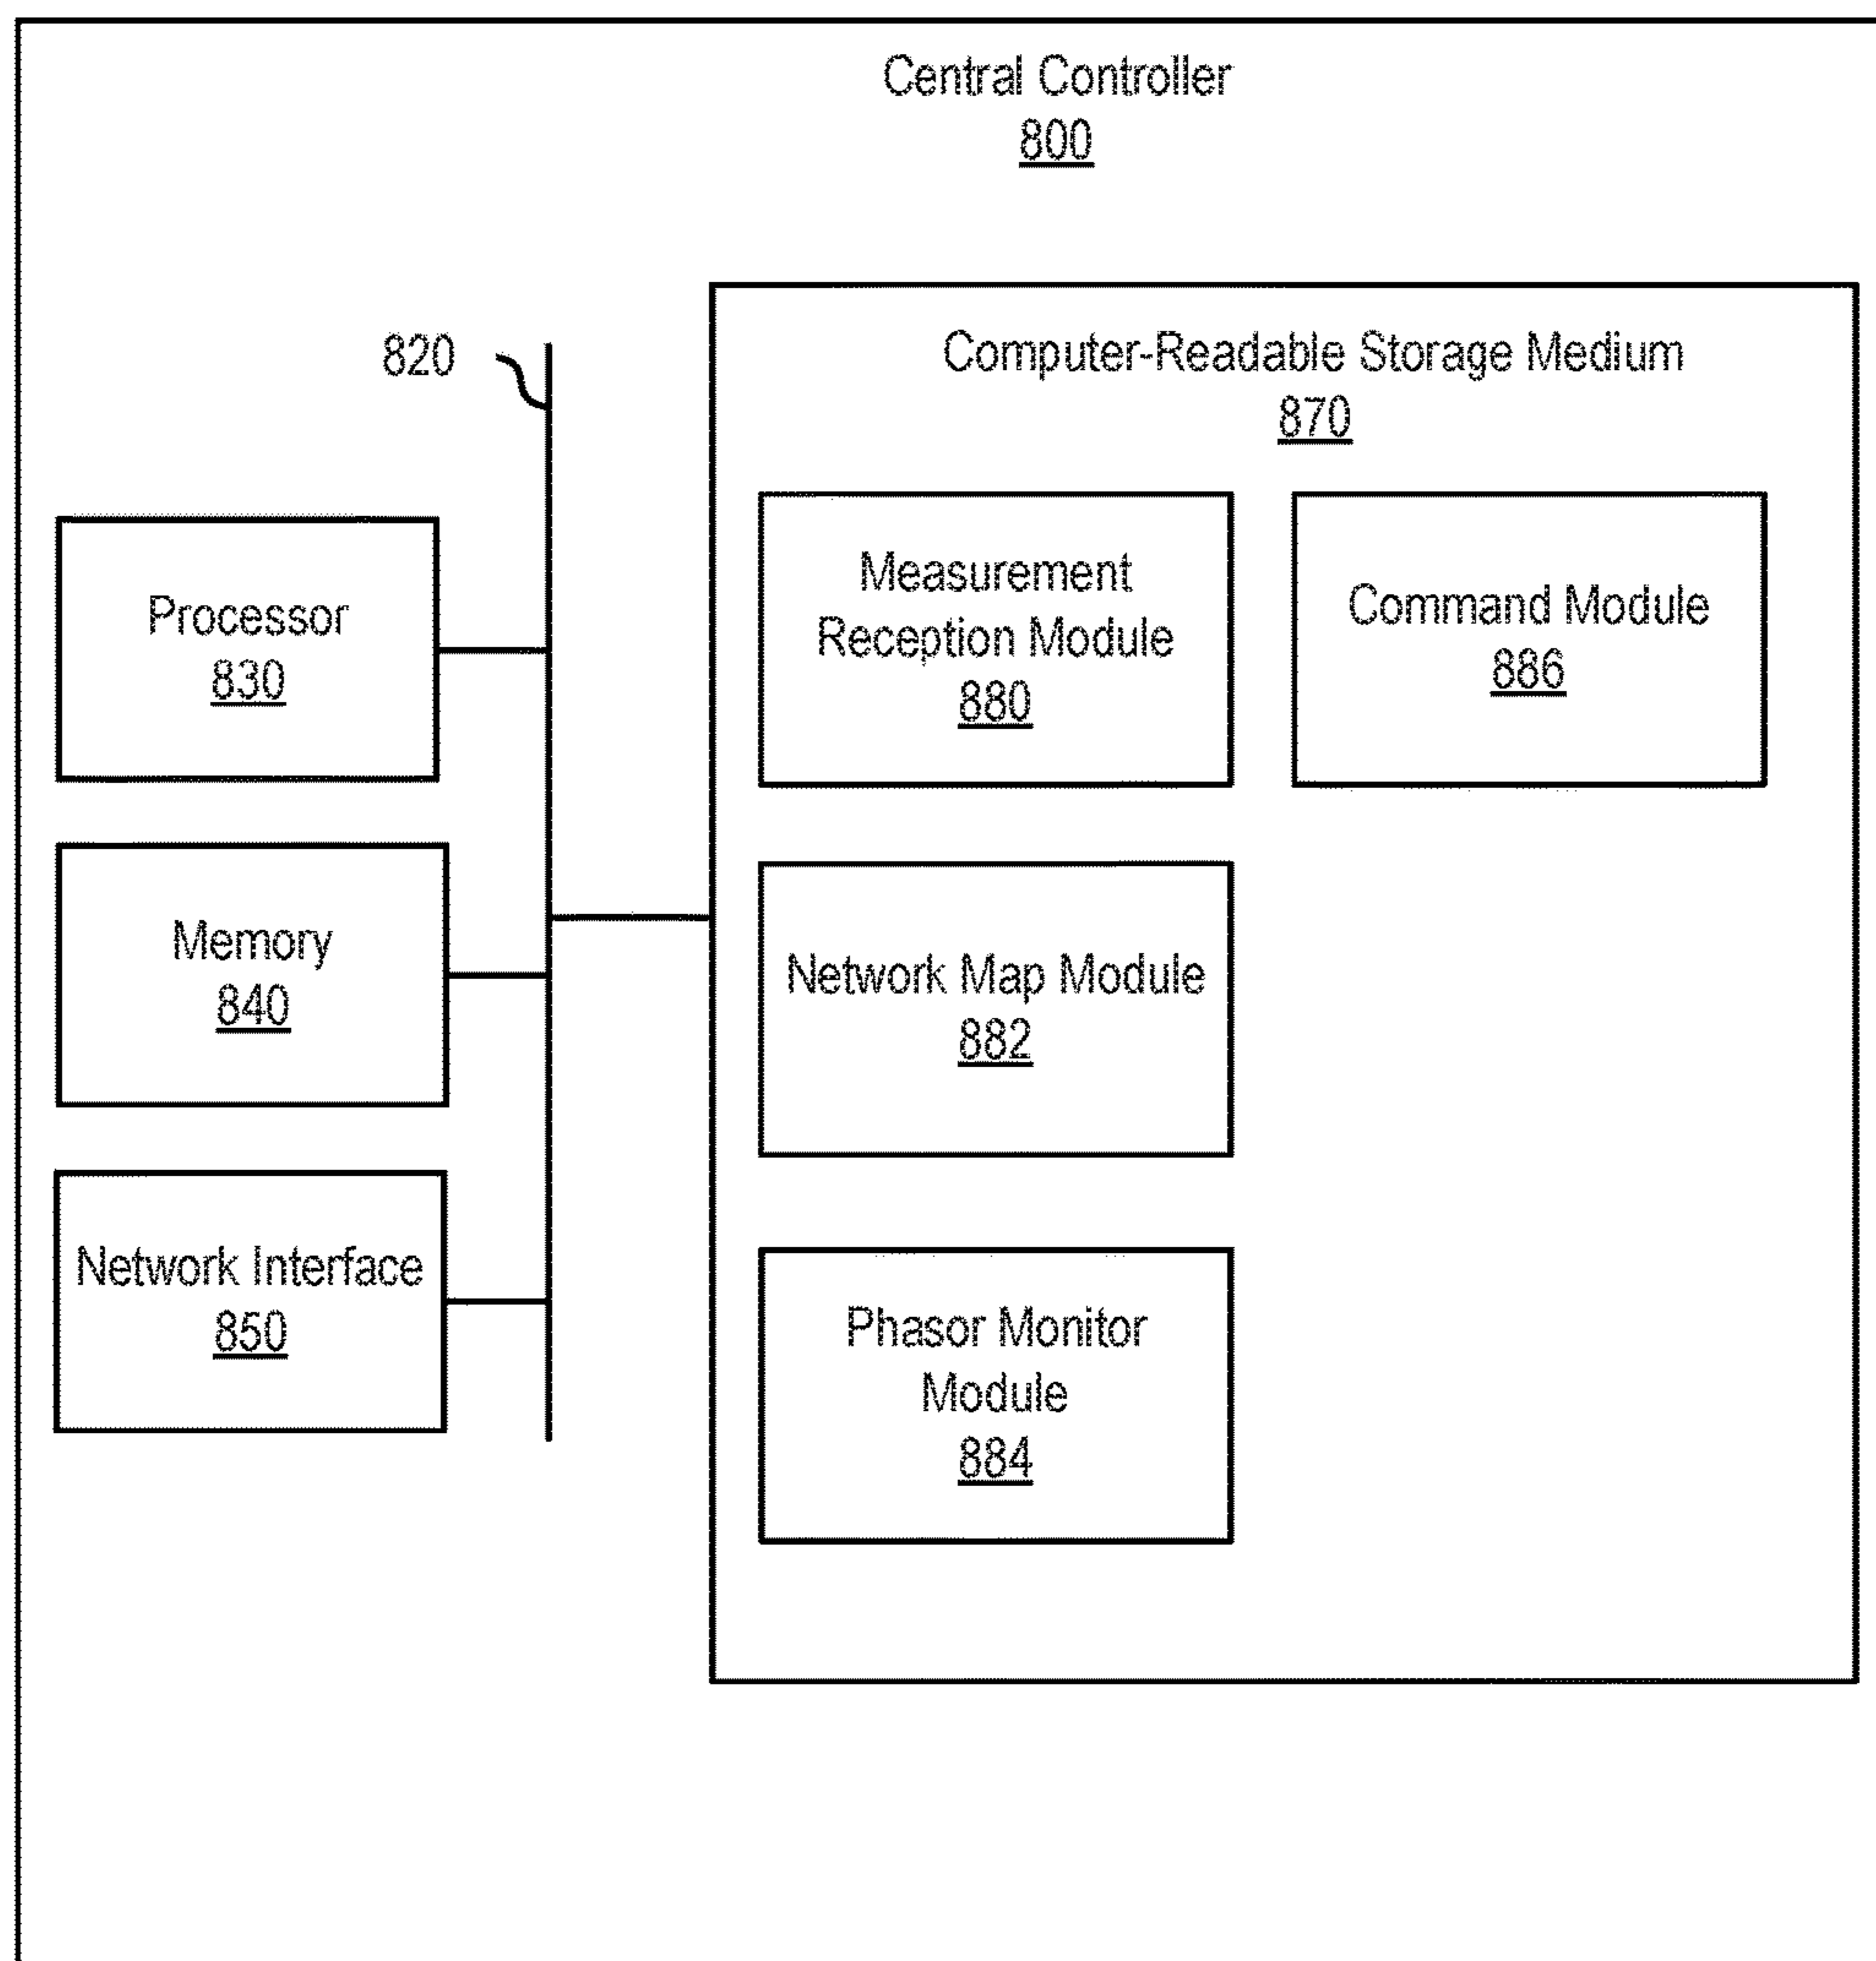 Central Controller
800
820
Computer-Readable Storage Medium
870
Processor
830
Measurement
Reception Module
880
Command Module
886
Memory
840
Network Map Module
882
Network Interface
850
Phasor Monitor
Module
884